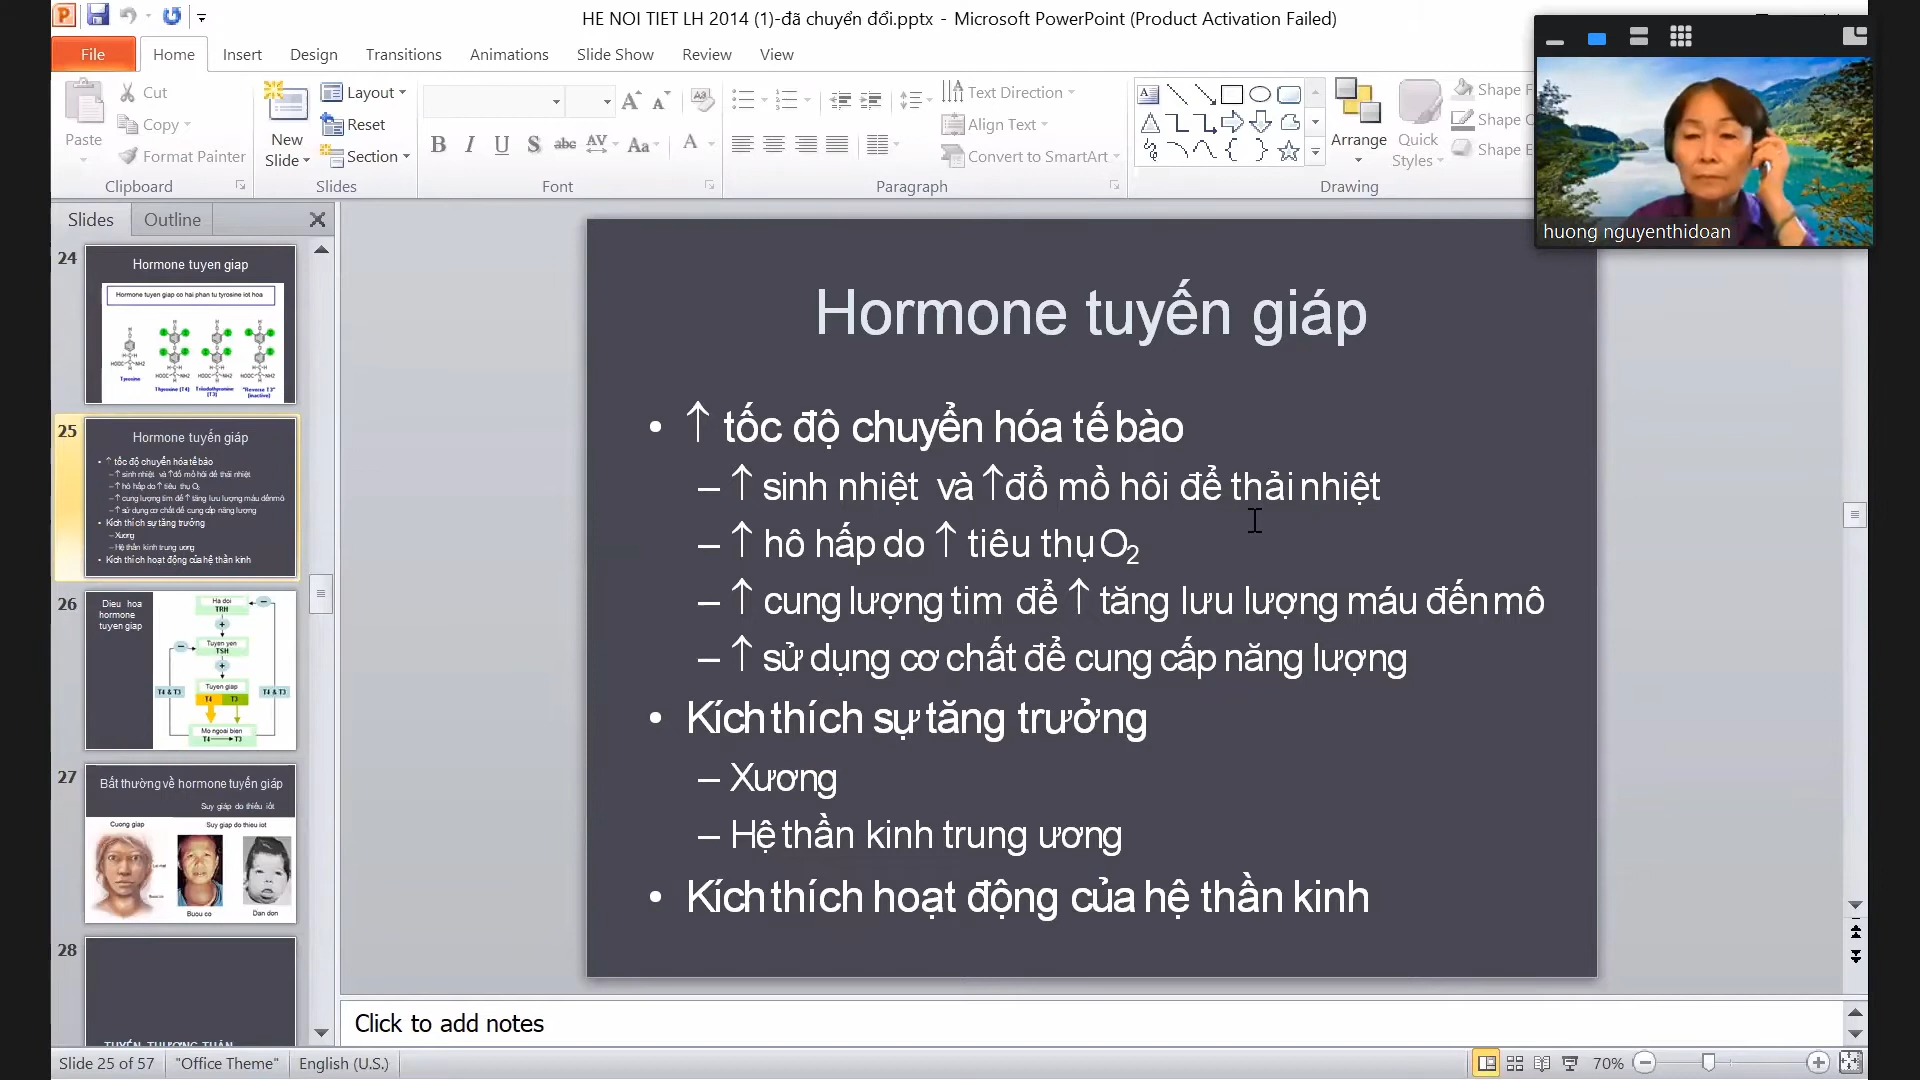 HE NOI TIET LH 2014 (1)-đã chuyển đổi.pptx - Microsoft PowerPoint (Product Activation Failed)
File Home Insert Design Transitions Animations Slide Show Review View
Paste
Cut
Copy
Format Painter
Clipboard
New Slide
Layout
Reset
Section
Slides
Font
Text Direction
Align Text
Convert to SmartArt
Paragraph
Arrange
Quick Styles
Shape
Shape
Shape
Drawing
huong nguyenthidoan
Slides Outline
24
Hormone tuyen giap
Hormone tuyen giap co hai phan tu tyrosine iot hoa
Tyrosine
Thyroxine (T4)
Triiodothyronine (T3)
"Reverse T3" (inactive)
25
Hormone tuyến giáp
• ↑ tốc độ chuyển hóa tế bào
– ↑ sinh nhiệt và ↑đổ mồ hôi để thải nhiệt
– ↑ hô hấp do ↑ tiêu thụ O2
– ↑ cung lượng tim để ↑ tăng lưu lượng máu đến mô
– ↑ sử dụng cơ chất để cung cấp năng lượng
Kích thích sự tăng trưởng
– Xương
– Hệ thần kinh trung ương
Kích thích hoạt động của hệ thần kinh
26
Dieu hoa
hormone
tuyen giap
Ha doi
TRH
Tuyen yen
TSH
Tuyen giap
T4 T3
T4 & T3
T4 & T3
Mo ngoai bien
T4 T3
27
Bất thường về hormone tuyến giáp
Suy giáp do thiếu iốt
Cuong giap
Suy giap do thieu iot
Buou co
Dan don
28
TUYẾN THƯỢNG THẬN
Hormone tuyến giáp
• ↑ tốc độ chuyển hóa tế bào
– ↑ sinh nhiệt và ↑đổ mồ hôi để thải nhiệt
– ↑ hô hấp do ↑ tiêu thụ O2
– ↑ cung lượng tim để ↑ tăng lưu lượng máu đến mô
– ↑ sử dụng cơ chất để cung cấp năng lượng
• Kích thích sự tăng trưởng
– Xương
– Hệ thần kinh trung ương
• Kích thích hoạt động của hệ thần kinh
Click to add notes
Slide 25 of 57 "Office Theme" English (U.S.) 70%